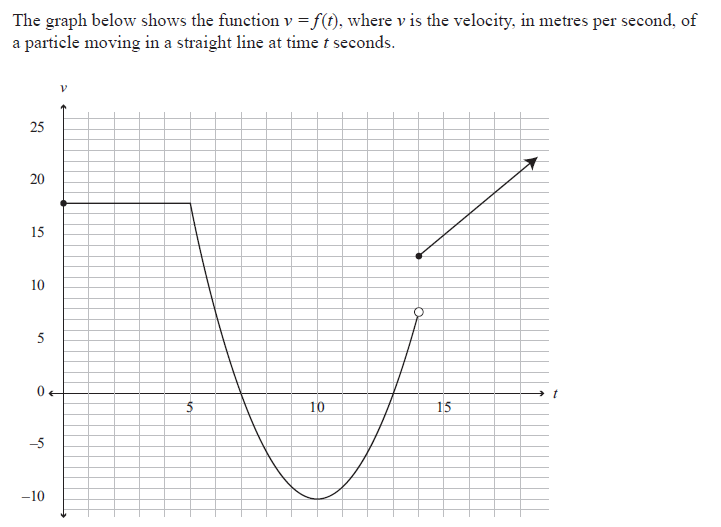 The graph below shows the function v = f(t), where v is the velocity, in metres per second, of
a particle moving in a straight line at time t seconds.
v
25
20
15
10
5
0
t
5
10
15
–5
–10